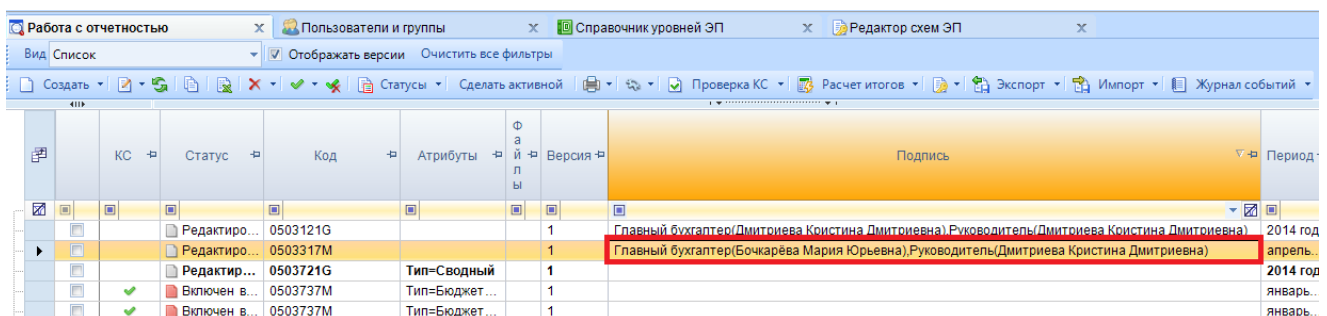 Работа с отчетностью x Пользователи и группы x Справочник уровней ЭП x Редактор схем ЭП x
Вид Список Отображать версии Очистить все фильтры
Создать Статусы Сделать активной Проверка КС Расчет итогов Экспорт Импорт Журнал событий
КС Статус Код Атрибуты Файлы Версия Подпись Период
Редактиро... 0503121G 1 Главный бухгалтер(Дмитриева Кристина Дмитриевна),Руководитель(Дмитриева Кристина Дмитриевна) 2014 год
Редактиро... 0503317M 1 Главный бухгалтер(Бочкарёва Мария Юрьевна),Руководитель(Дмитриева Кристина Дмитриевна) апрель...
Редактир... 0503721G Тип=Сводный 1 2014 год
Включен в... 0503737M Тип=Бюджет... 1 январь...
Включен в... 0503737M Тип=Бюджет... 1 январь...